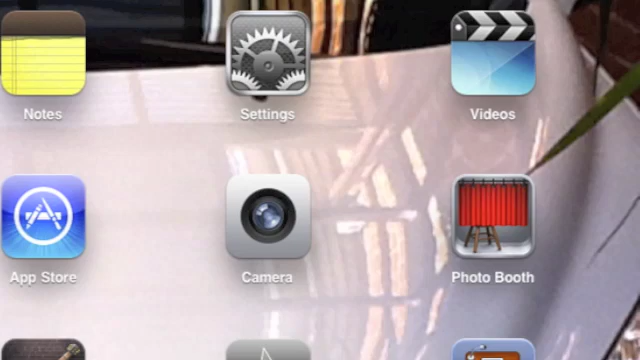 Notes
Settings
Videos
App Store
Camera
Photo Booth